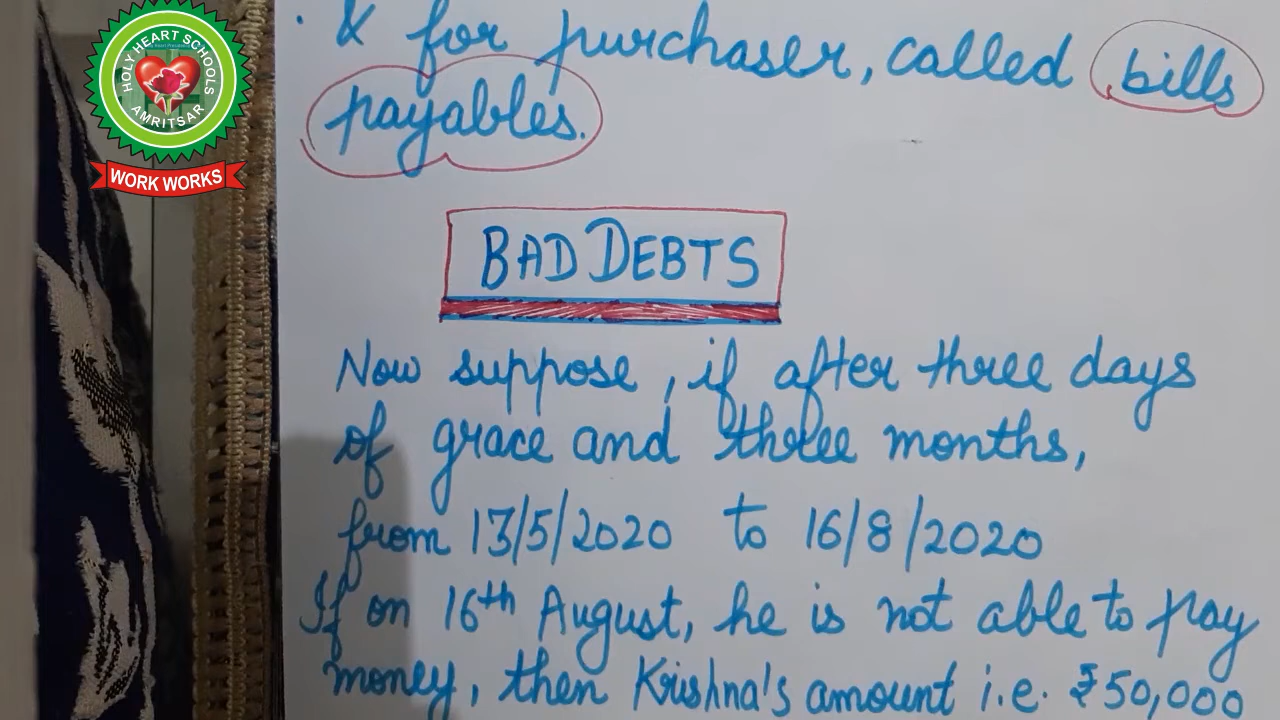 HOLY HEART SCHOOLS
AMRITSAR
WORK WORKS
& for purchaser, called bills
payables.
BAD DEBTS
Now suppose, if after three days
of grace and three months,
from 13/5/2020 to 16/8/2020
If on 16th August, he is not able to pay
money, then Krishna's amount i.e. ₹50,000